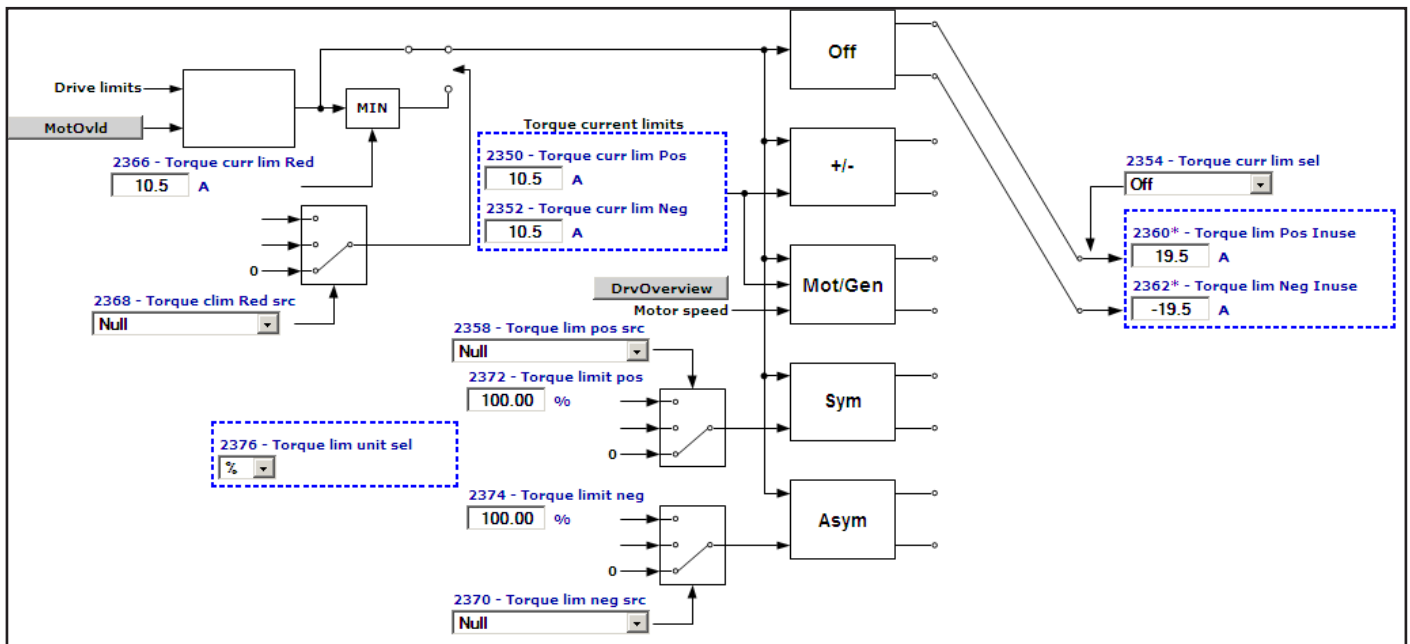 Off
Drive limits
MIN
MotOvld
Torque current limits
2366 - Torque curr lim Red
10.5 A
2350 - Torque curr lim Pos
10.5 A
2352 - Torque curr lim Neg
10.5 A
+/-
2354 - Torque curr lim sel
Off
2360* - Torque lim Pos Inuse
19.5 A
2362* - Torque lim Neg Inuse
-19.5 A
0
2368 - Torque clim Red src
Null
DrvOverview
Motor speed
Mot/Gen
2358 - Torque lim pos src
Null
2372 - Torque limit pos
100.00 %
0
Sym
2376 - Torque lim unit sel
%
2374 - Torque limit neg
100.00 %
0
Asym
2370 - Torque lim neg src
Null